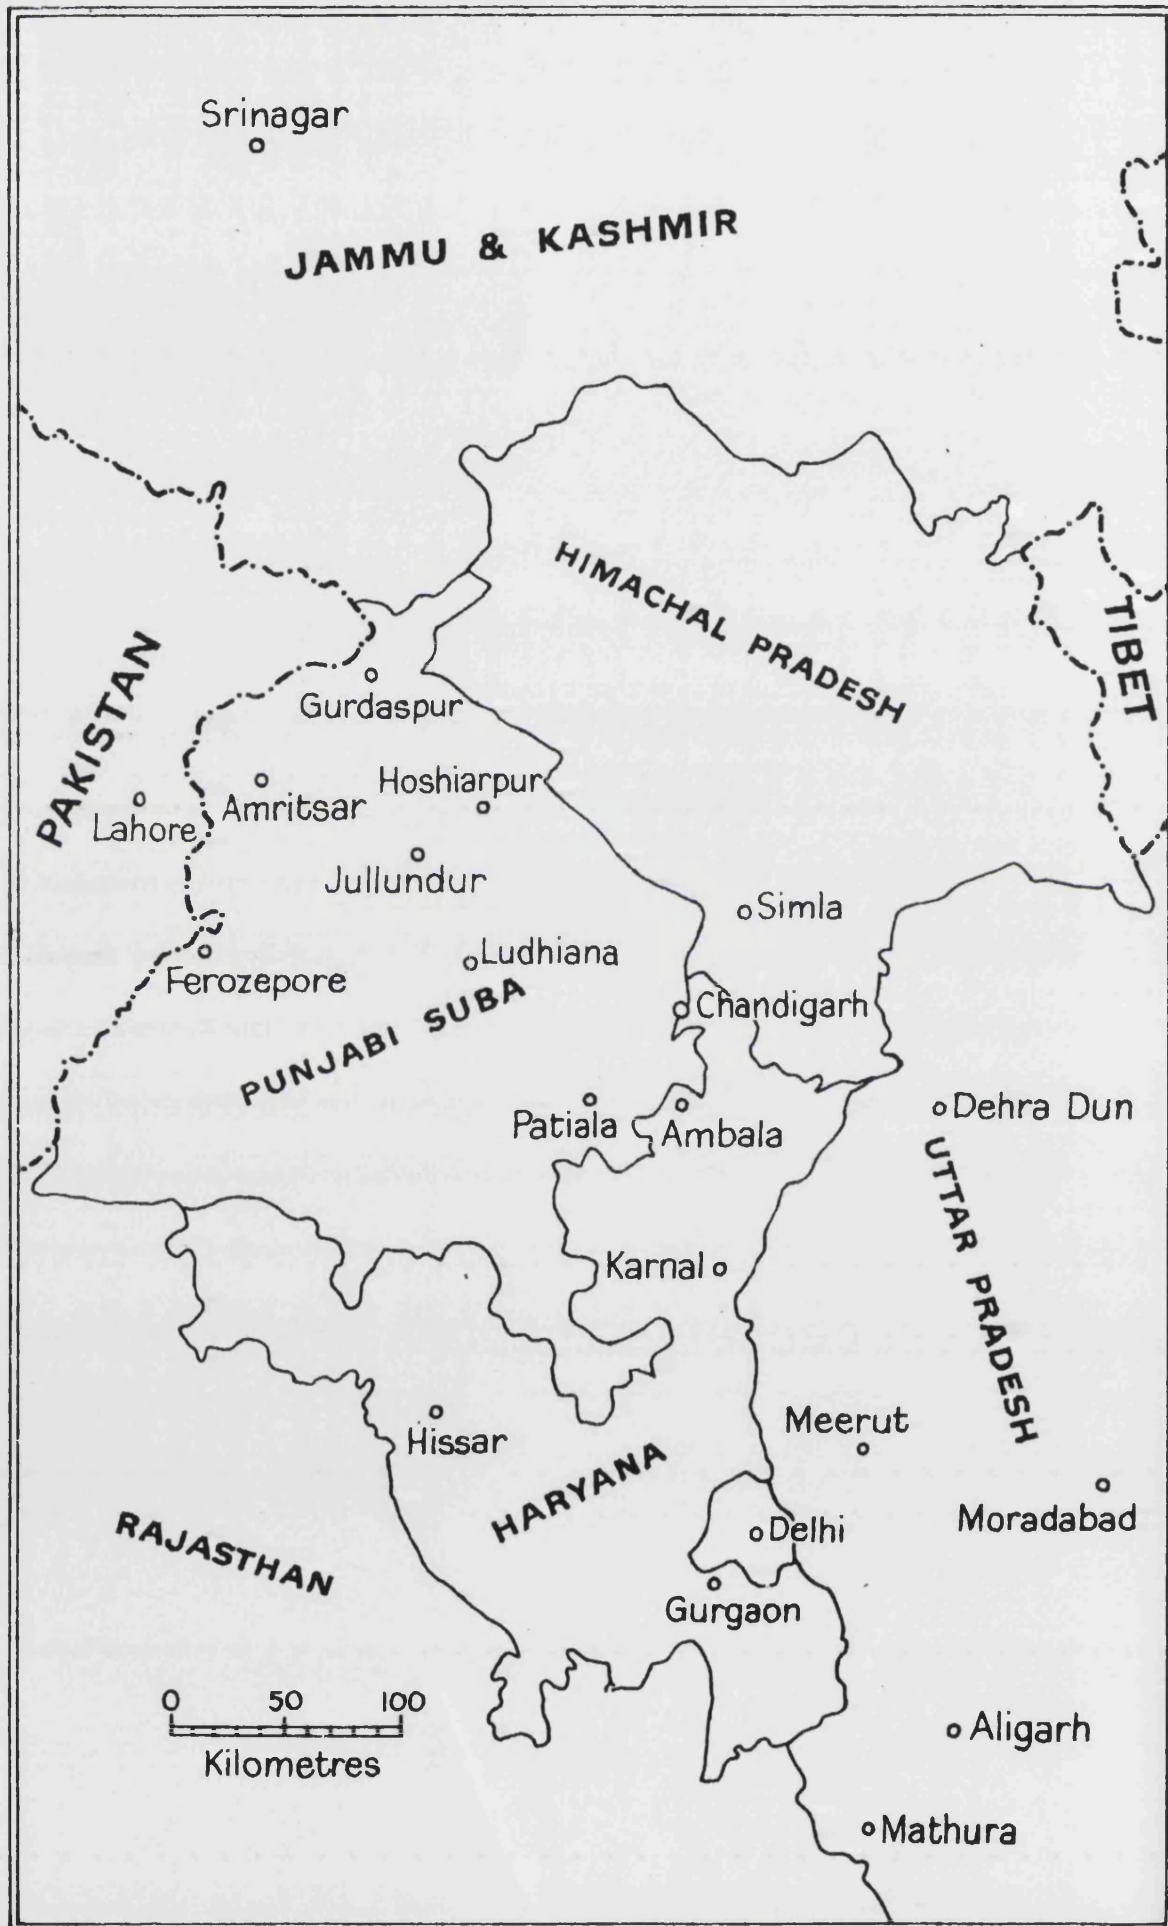 Srinagar
JAMMU & KASHMIR
HIMACHAL PRADESH
TIBET
PAKISTAN
Gurdaspur
Hoshiarpur
Amritsar
Lahore
Jullundur
Simla
Ludhiana
Ferozepore
PUNJABI SUBA
Chandigarh
Patiala
Ambala
Dehra Dun
UTTAR PRADESH
Karnal
Hissar
HARYANA
Meerut
Moradabad
RAJASTHAN
Delhi
Gurgaon
0 50 100
Kilometres
Aligarh
Mathura